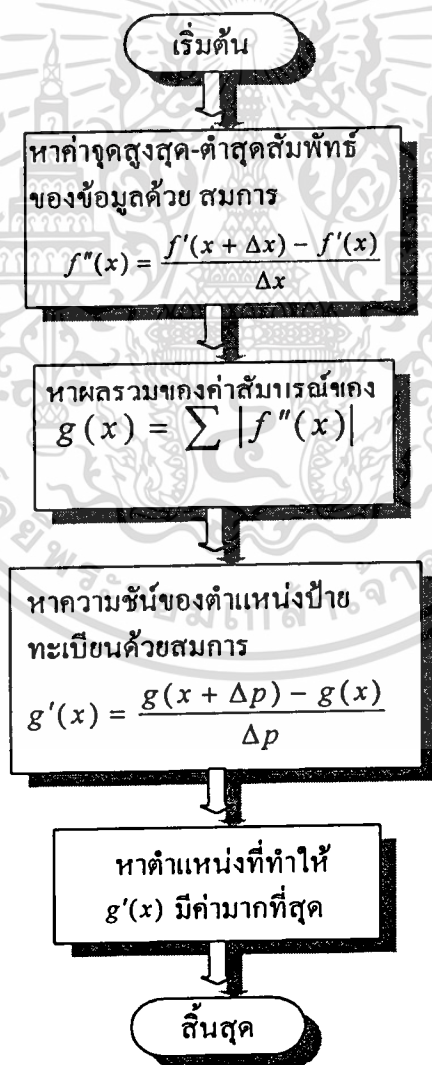 เริ่มต้น
หาค่าจุดสูงสุด-ต่ำสุดสัมพัทธ์
ของข้อมูลด้วย สมการ
f''(x) = \frac{f'(x + Δx) − f'(x)}{Δx}
หาผลรวมของค่าสัมบูรณ์ของ
g(x) = ∑ |f''(x)|
หาความชันของตำแหน่งป้าย
ทะเบียนด้วยสมการ
g'(x) = \frac{g(x + Δp) − g(x)}{Δp}
หาตำแหน่งที่ทำให้
g'(x) มีค่ามากที่สุด
สิ้นสุด